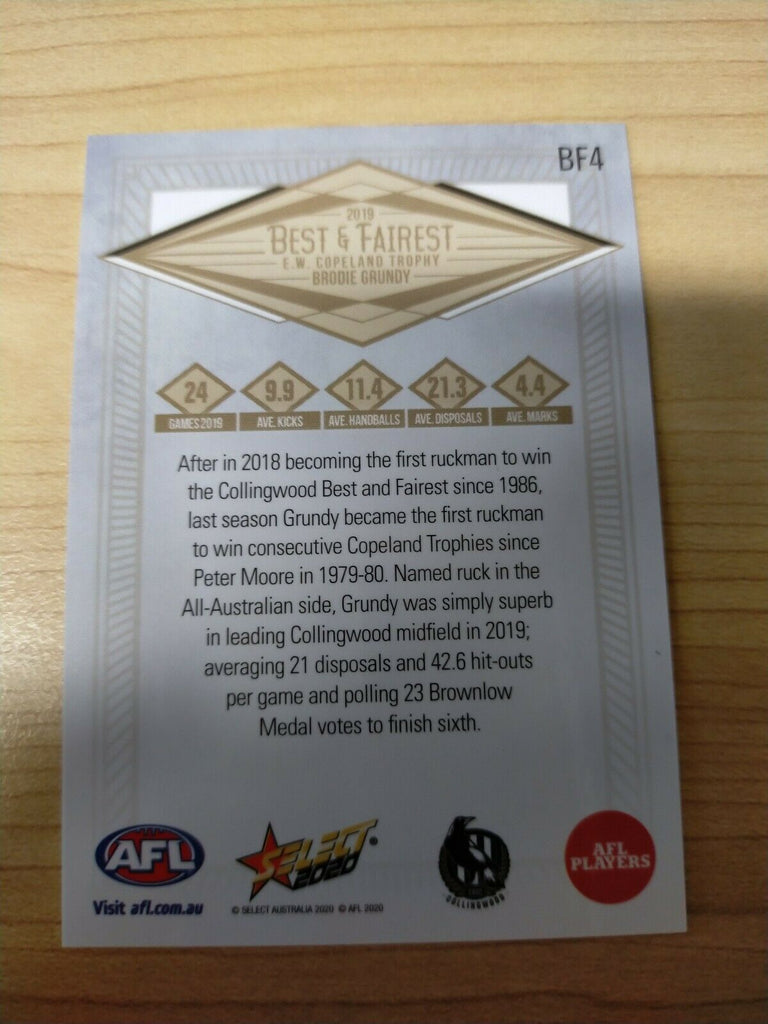 BF4
2019
BEST & FAIREST
E.W. COPELAND TROPHY
BRODIE GRUNDY
24 9.9 11.4 21.3 4.4
GAMES 2019 AVE. KICKS AVE. HANDBALLS AVE. DISPOSALS AVE. MARKS
After in 2018 becoming the first ruckman to win
the Collingwood Best and Fairest since 1986,
last season Grundy became the first ruckman
to win consecutive Copeland Trophies since
Peter Moore in 1979-80. Named ruck in the
All-Australian side, Grundy was simply superb
in leading Collingwood midfield in 2019;
averaging 21 disposals and 42.6 hit-outs
per game and polling 23 Brownlow
Medal votes to finish sixth.
AFL
Visit afl.com.au
SELECT
2020
© SELECT AUSTRALIA 2020 © AFL 2020
COLLINGWOOD
AFL
PLAYERS